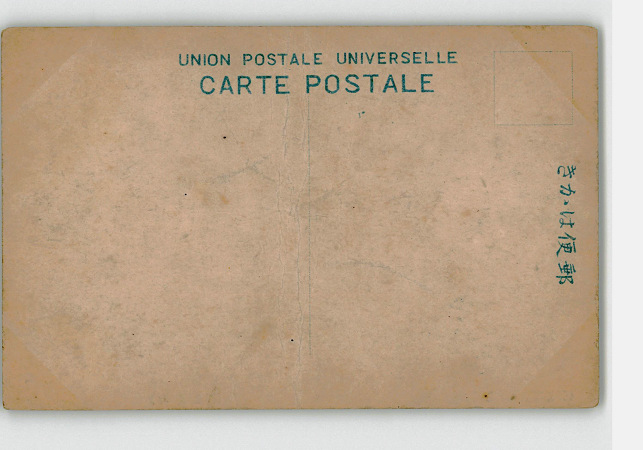 UNION POSTALE UNIVERSELLE
CARTE POSTALE
郵便はがき